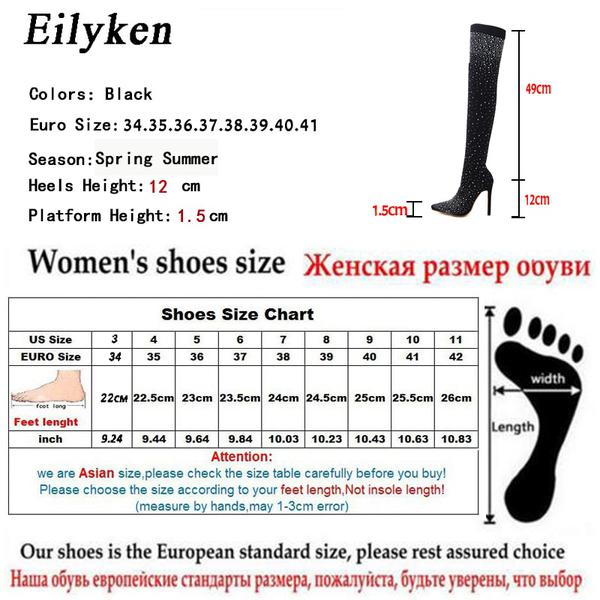 Eilyken
Colors: Black
Euro Size: 34.35.36.37.38.39.40.41
Season: Spring Summer
Heels Height: 12 cm
Platform Height: 1.5cm
49cm
12cm
1.5cm
Women's shoes size Женская размер обуви
Shoes Size Chart
US Size 3 4 5 6 7 8 9 10 11
EURO Size 34 35 36 37 38 39 40 41 42
foot long
Feet lenght 22см 22.5cm 23cm 23.5cm 24cm 24.5cm 25cm 25.5cm 26cm
inch 9.24 9.44 9.64 9.84 10.03 10.23 10.43 10.63 10.83
Attention:
we are Asian size,please check the size table carefully before you buy!
Please choose the size according to your feet length,Not insole length!
(measure by hands,may 1-3cm error)
width
Length
Our shoes is the European standard size, please rest assured choice
Наша обувь европейские стандарты размера, пожалуйста, будьте уверены, что выбор